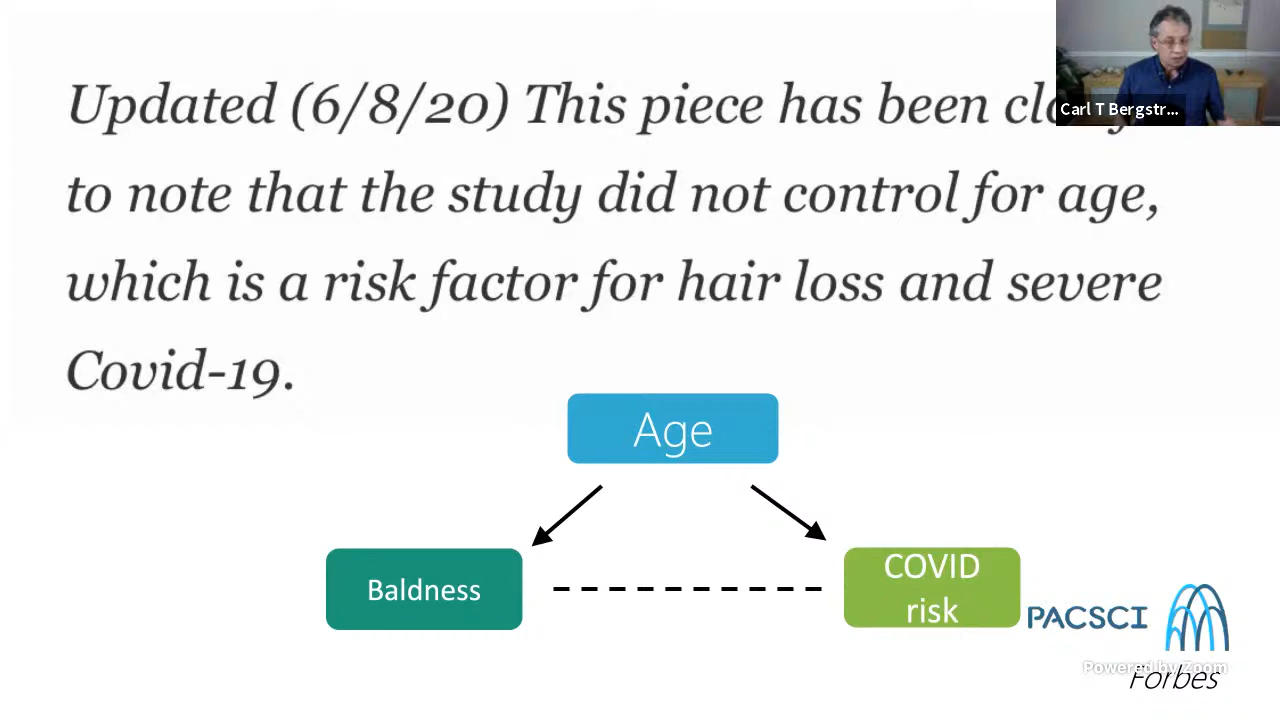 Updated (6/8/20) This piece has been
to note that the study did not control for age,
which is a risk factor for hair loss and severe
Covid-19.
Carl T Bergstr...
Age
Baldness
COVID
risk
PACSCI
Powered by Zoom
Forbes